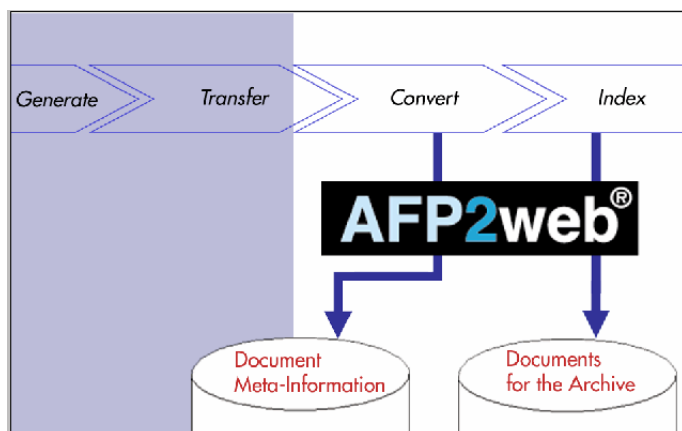 Generate Transfer Convert Index
AFP2web®
Document
Meta-Information
Documents
for the Archive